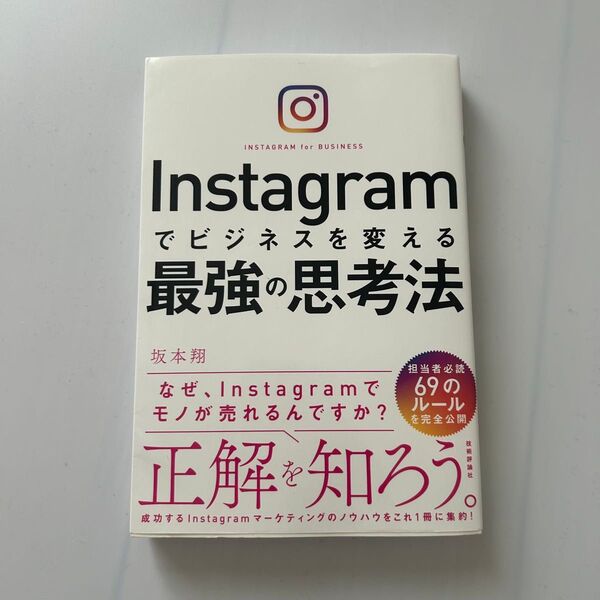 INSTAGRAM for BUSINESS
Instagram
でビジネスを変える
最強の思考法
坂本翔
担当者必読
69の
ルール
を完全公開
なぜ、Instagramで
モノが売れるんですか?
正解を知ろう。
技術評論社
成功するInstagramマーケティングのノウハウをこれ1冊に集約!